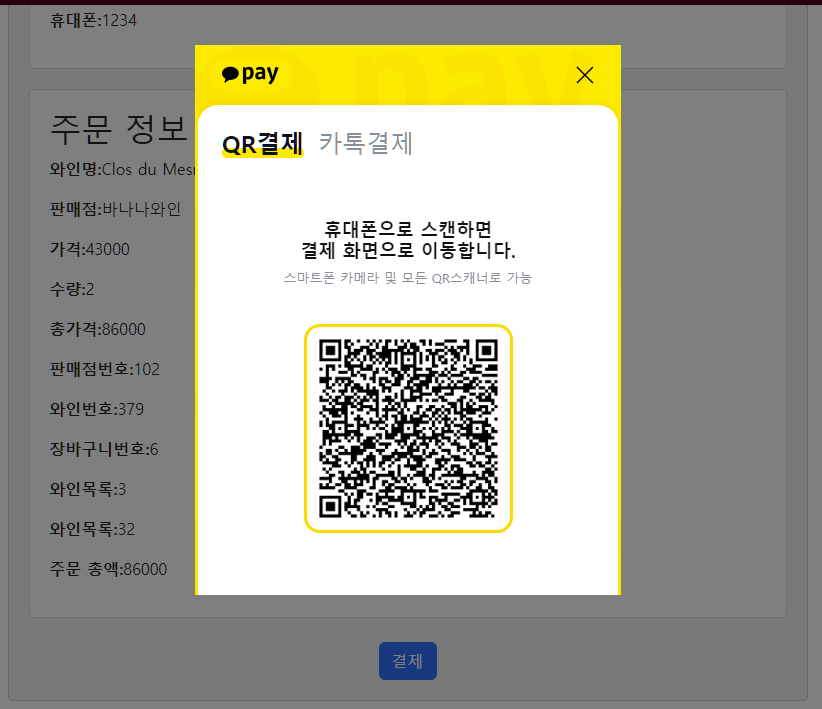 휴대폰:1234
pay
QR결제 카톡결제
주문 정보
와인명:Clos du
판매점:바나나와인
가격:43000
수량:2
총가격:86000
판매점번호:102
와인번호:379
장바구니번호:6
와인목록:3
와인목록:32
주문 총액:86000
휴대폰으로 스캔하면
결제 화면으로 이동합니다.
스마트폰 카메라 및 모든 QR스캐너로 가능
결제